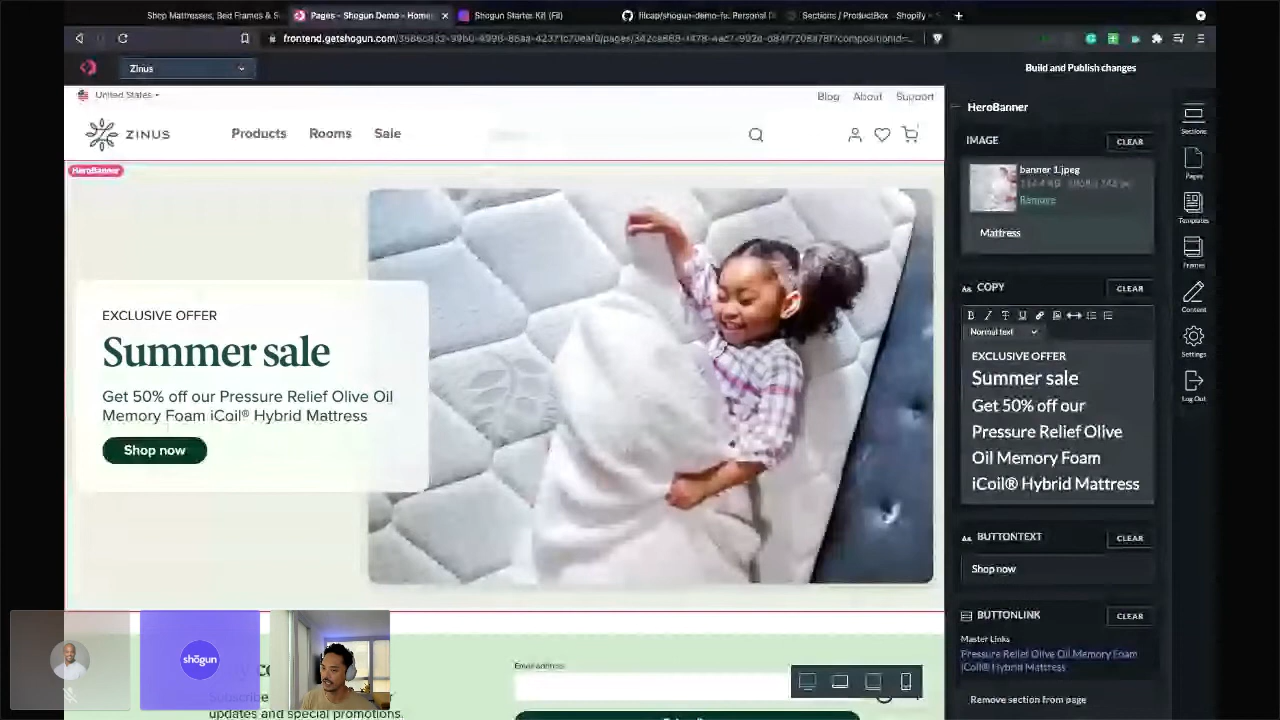 Shop Mattresses, Bed Frames & S
Pages - Shogun Demo - Home
Shogun Starter Kit (Fil)
Sections / ProductBox - Shopify -
Zinus
Build and Publish changes
United States
Blog
About
Support
ZINUS
Products
Rooms
Sale
HeroBanner
EXCLUSIVE OFFER
Summer sale
Get 50% off our Pressure Relief Olive Oil
Memory Foam iCoil® Hybrid Mattress
Shop now
Email address
updates and special promotions.
shogun
HeroBanner
IMAGE
CLEAR
banner 1.jpeg
Remove
Mattress
COPY
CLEAR
Normal text
EXCLUSIVE OFFER
Summer sale
Get 50% off our
Pressure Relief Olive
Oil Memory Foam
iCoil® Hybrid Mattress
BUTTONTEXT
CLEAR
Shop now
BUTTONLINK
CLEAR
Master Links
Pressure Relief Olive Oil Memory Foam
iCoil® Hybrid Mattress
Remove section from page
Sections
Pages
Templates
Frames
Content
Settings
Log Out